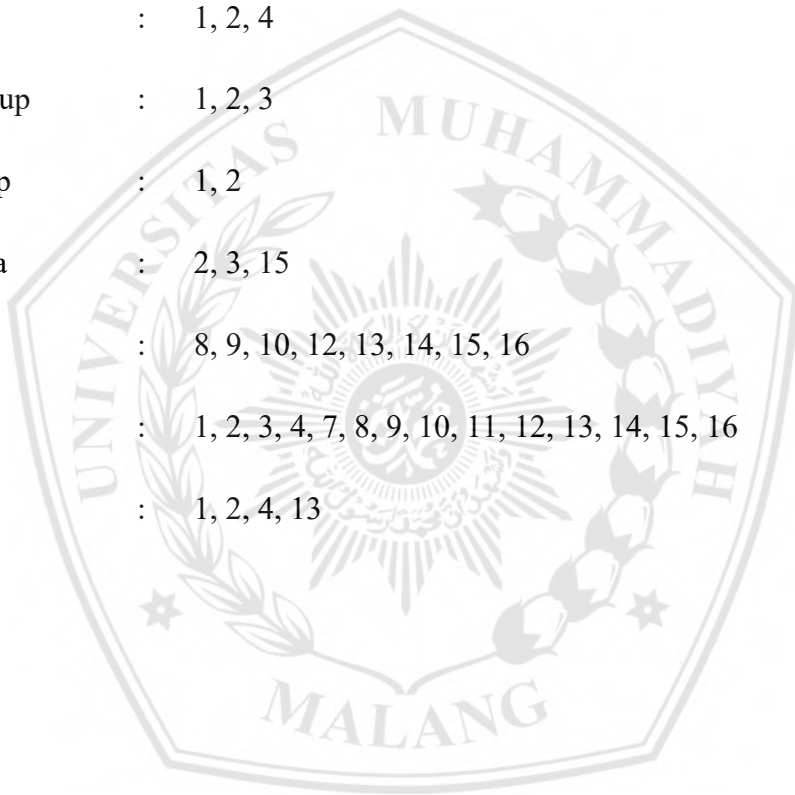 : 1, 2, 4
up : 1, 2, 3
p : 1, 2
a : 2, 3, 15
: 8, 9, 10, 12, 13, 14, 15, 16
: 1, 2, 3, 4, 7, 8, 9, 10, 11, 12, 13, 14, 15, 16
: 1, 2, 4, 13
UNIVERSITAS MUHAMMADIYAH
MALANG